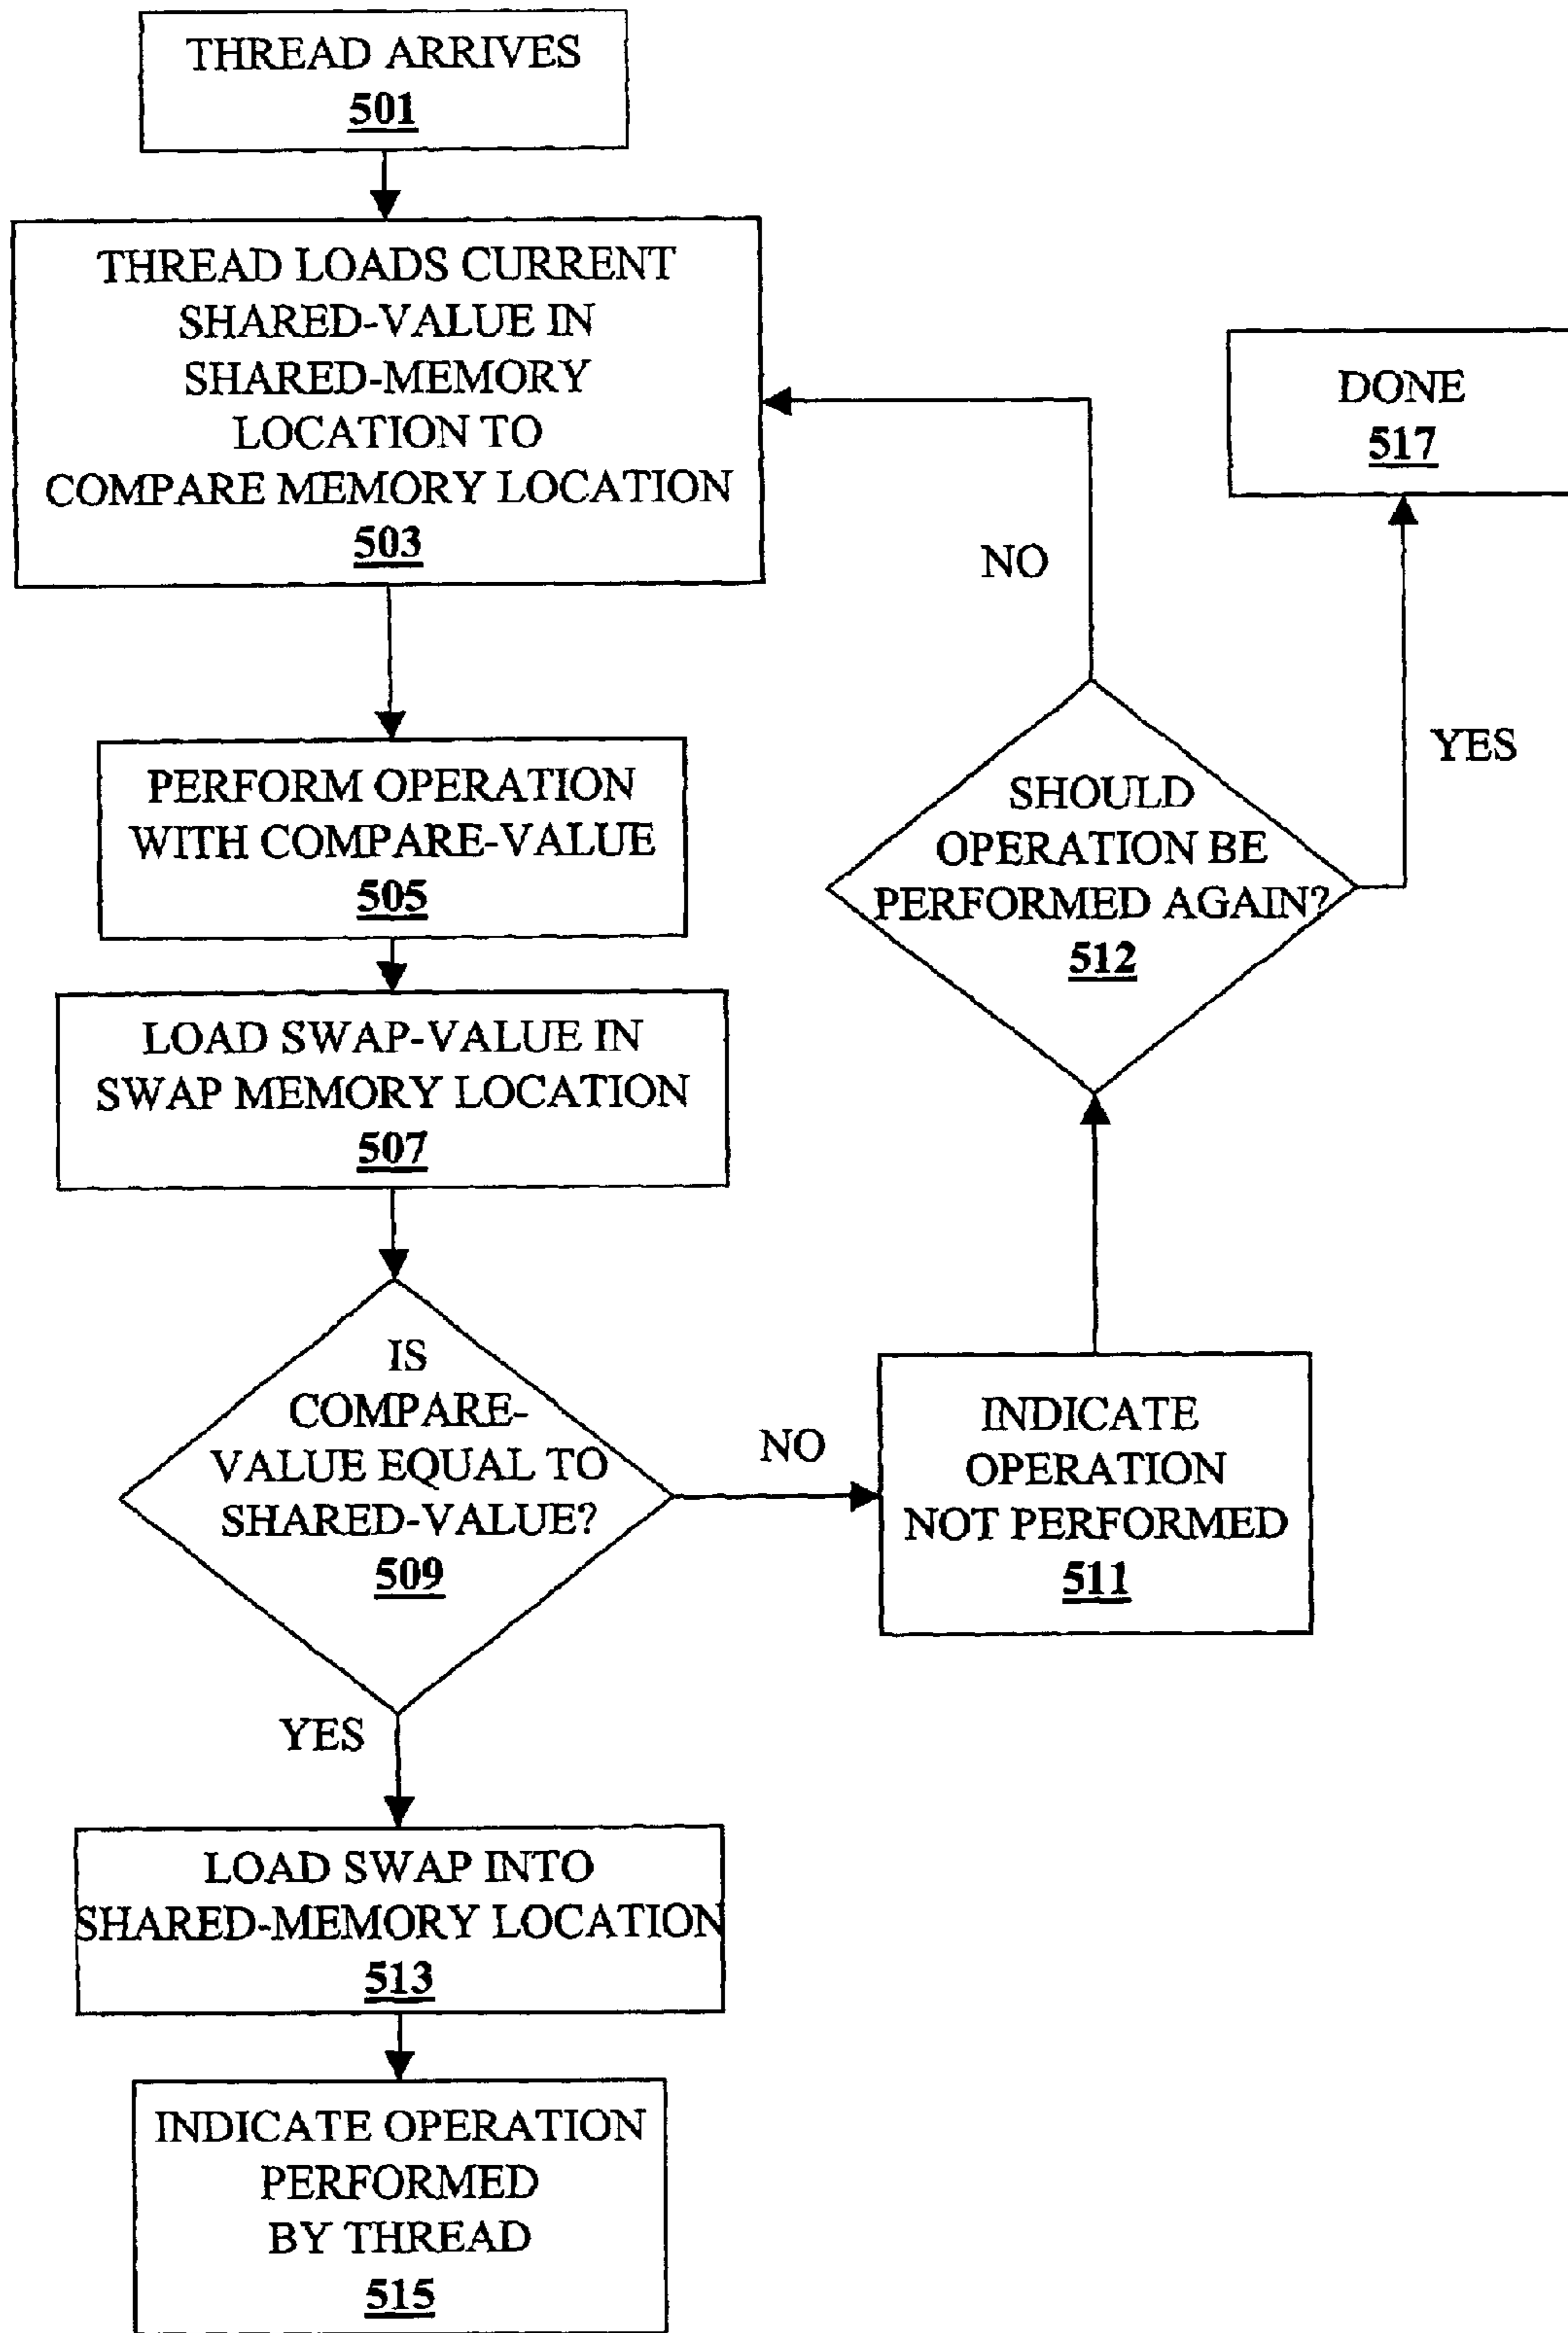 THREAD ARRIVES
501
THREAD LOADS CURRENT
SHARED-VALUE IN
SHARED-MEMORY
LOCATION TO
COMPARE MEMORY LOCATION
503
PERFORM OPERATION
WITH COMPARE-VALUE
505
LOAD SWAP-VALUE IN
SWAP MEMORY LOCATION
507
IS
COMPARE-
VALUE EQUAL TO
SHARED-VALUE?
509
NO
INDICATE
OPERATION
NOT PERFORMED
511
SHOULD
OPERATION BE
PERFORMED AGAIN?
512
NO
YES
DONE
517
YES
LOAD SWAP INTO
SHARED-MEMORY LOCATION
513
INDICATE OPERATION
PERFORMED
BY THREAD
515